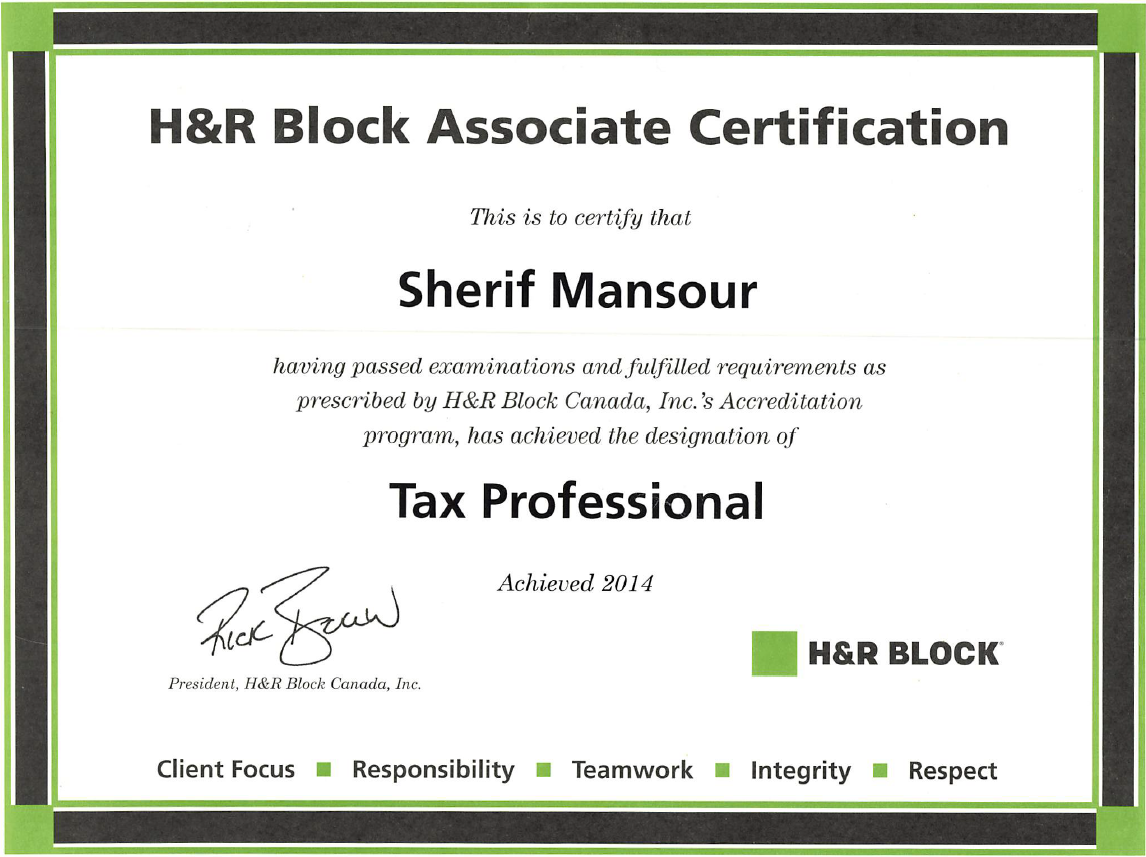 H&R Block Associate Certification
This is to certify that
Sherif Mansour
having passed examinations and fulfilled requirements as
prescribed by H&R Block Canada, Inc.'s Accreditation
program, has achieved the designation of
Tax Professional
Achieved 2014
Rick
President, H&R Block Canada, Inc.
H&R BLOCK®
Client Focus ■ Responsibility ■ Teamwork ■ Integrity ■ Respect